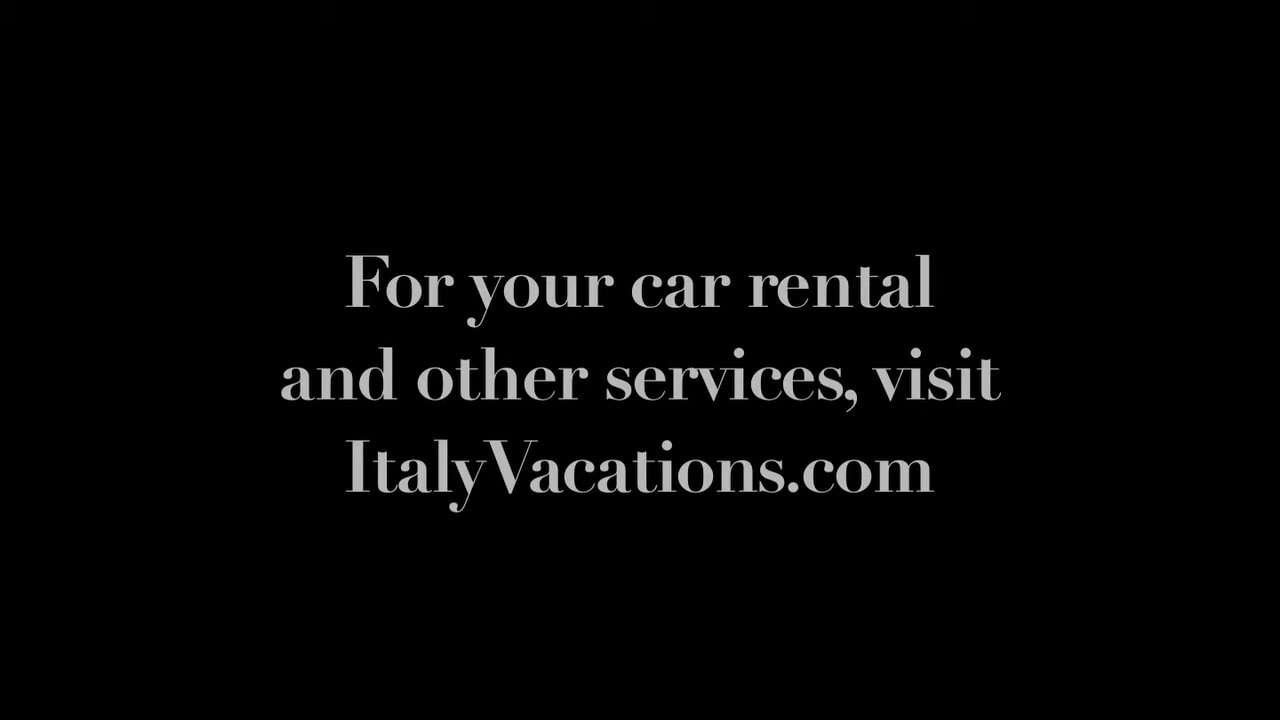 For your car rental
and other services, visit
ItalyVacations.com